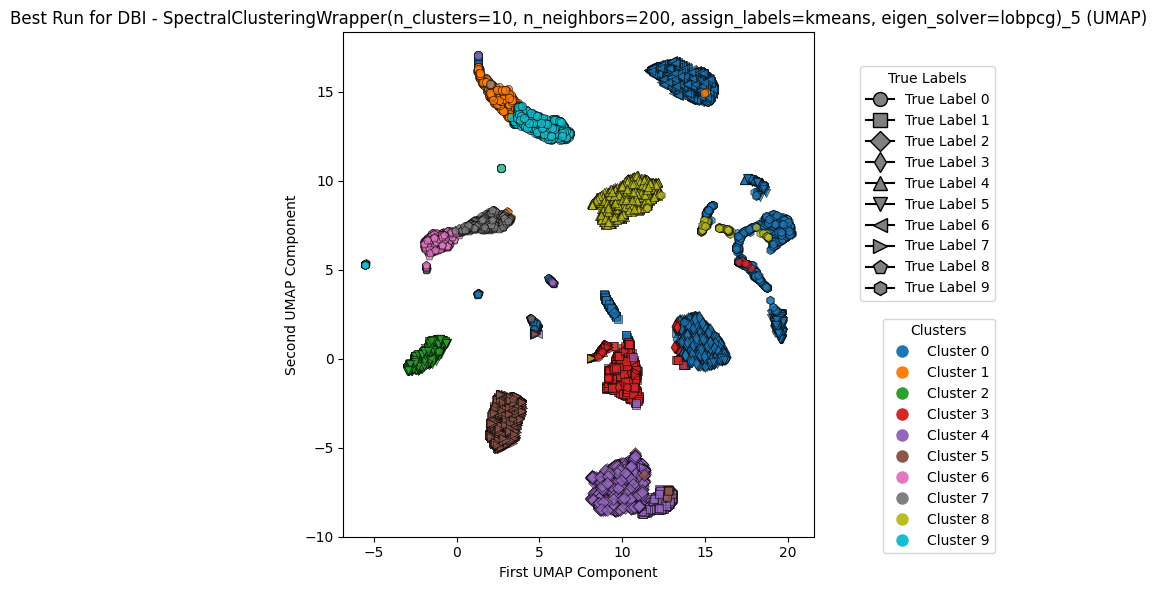 Best Run for DBI - SpectralClusteringWrapper(n_clusters=10, n_neighbors=200, assign_labels=kmeans, eigen_solver=lobpcg)_5 (UMAP)
Second UMAP Component
15
10
5
0
−5
−10
−5
0
5
10
15
20
First UMAP Component
True Labels
True Label 0
True Label 1
True Label 2
True Label 3
True Label 4
True Label 5
True Label 6
True Label 7
True Label 8
True Label 9
Clusters
Cluster 0
Cluster 1
Cluster 2
Cluster 3
Cluster 4
Cluster 5
Cluster 6
Cluster 7
Cluster 8
Cluster 9